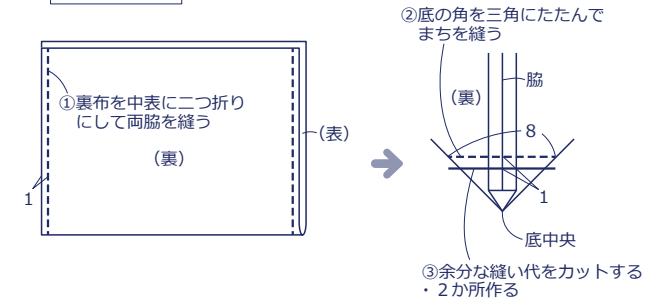 ①裏布を中表に二つ折り
にして両脇を縫う
(裏)
(表)
1
②底の角を三角にたたんで
まちを縫う
脇
(裏)
8
1
底中央
③余分な縫い代をカットする
・２か所作る